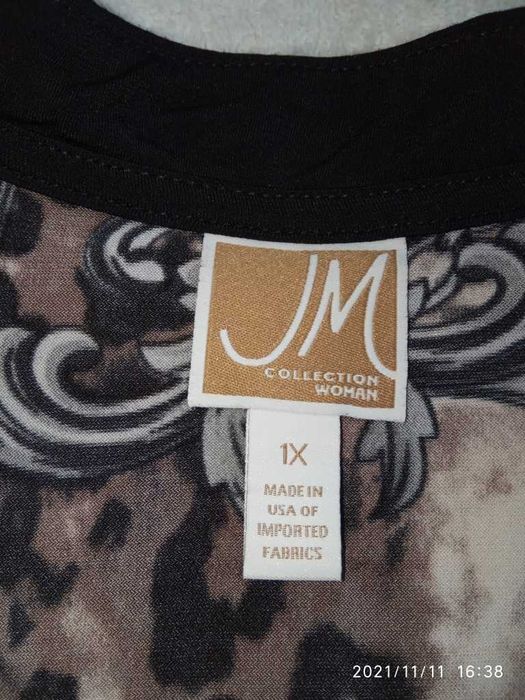 JM
COLLECTION
WOMAN
1X
MADE IN
USA OF
IMPORTED
FABRICS
2021/11/11 16:38